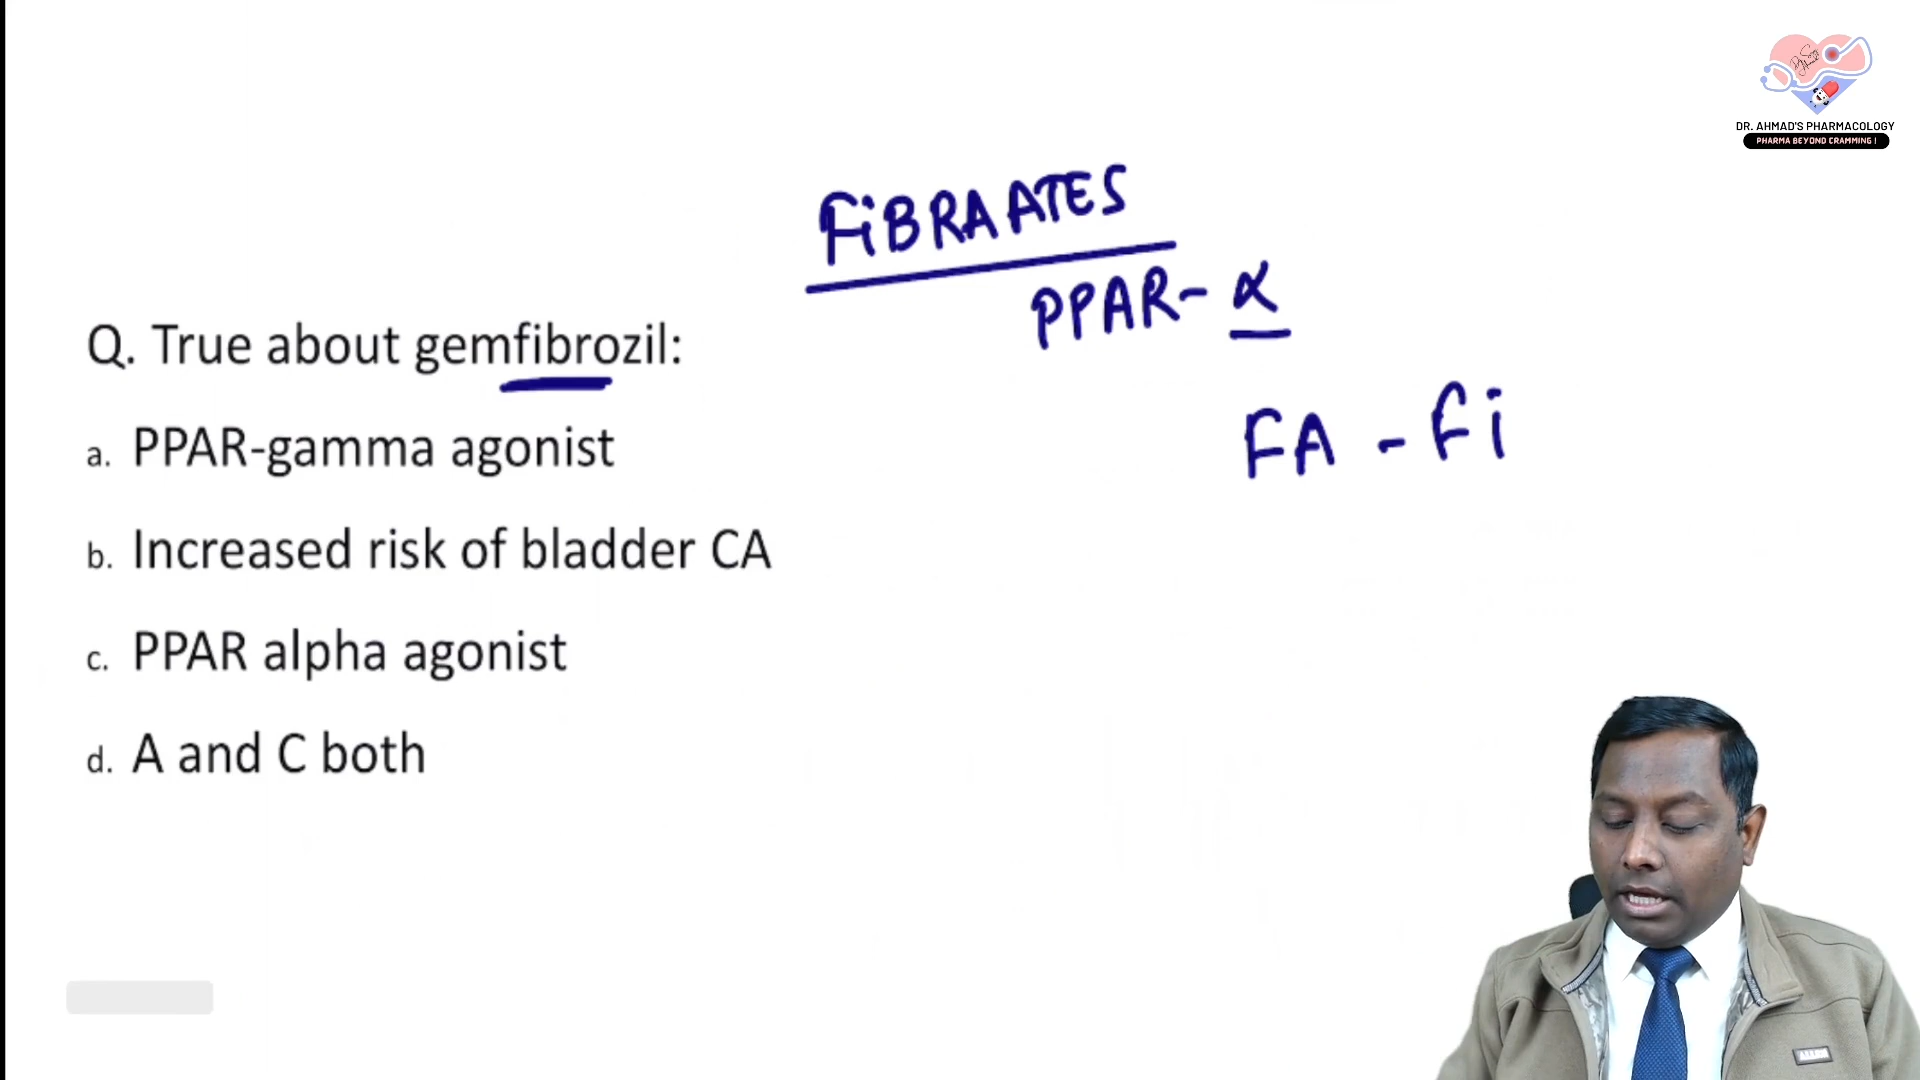 DR. AHMAD'S PHARMACOLOGY
PHARMA BEYOND CRAMMING !
FiBRAATES
PPAR-α
FA - Fi
Q. True about gemfibrozil:
a. PPAR-gamma agonist
b. Increased risk of bladder CA
c. PPAR alpha agonist
d. A and C both